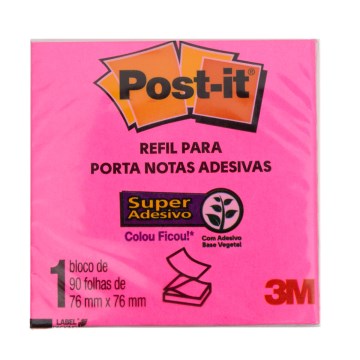 Post-it®
REFIL PARA
PORTA NOTAS ADESIVAS
Super
Adesivo
Colou Ficou!*
Com Adesivo
Base Vegetal
1 bloco de
90 folhas de
76 mm x 76 mm
3M
LABEL